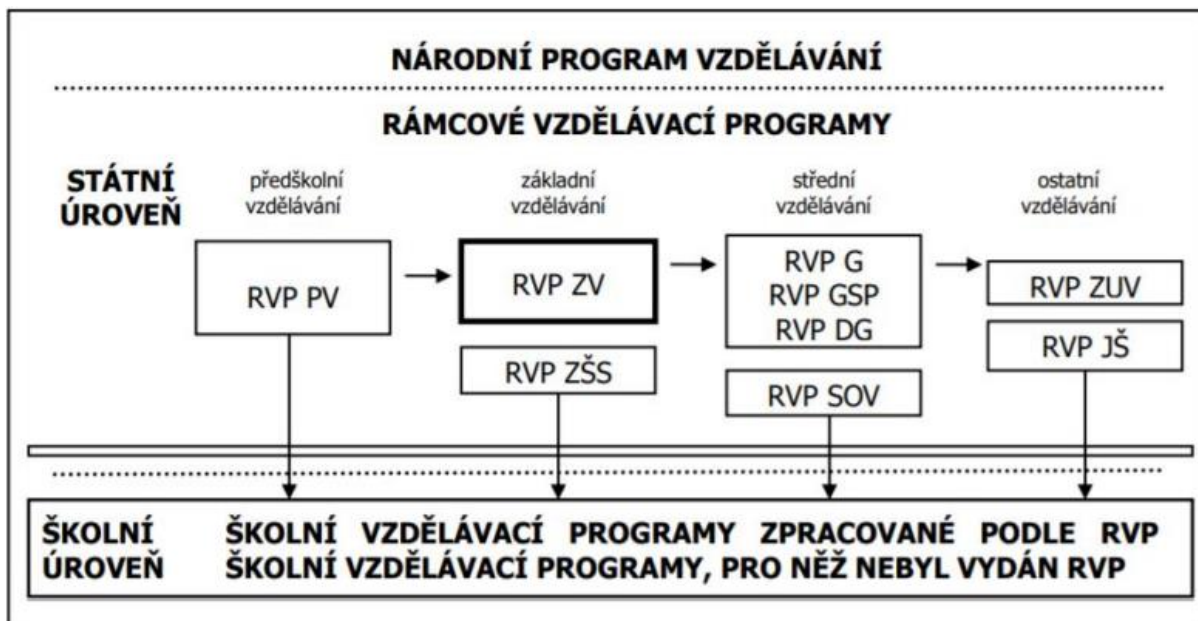 NÁRODNÍ PROGRAM VZDĚLÁVÁNÍ
RÁMCOVÉ VZDĚLÁVACÍ PROGRAMY
STÁTNÍ
ÚROVEŇ
předškolní
vzdělávání
základní
vzdělávání
střední
vzdělávání
ostatní
vzdělávání
RVP PV
RVP ZV
RVP ZŠS
RVP G
RVP GSP
RVP DG
RVP SOV
RVP ZUV
RVP JŠ
ŠKOLNÍ
ÚROVEŇ
ŠKOLNÍ VZDĚLÁVACÍ PROGRAMY ZPRACOVANÉ PODLE RVP
ŠKOLNÍ VZDĚLÁVACÍ PROGRAMY, PRO NĚŽ NEBYL VYDÁN RVP